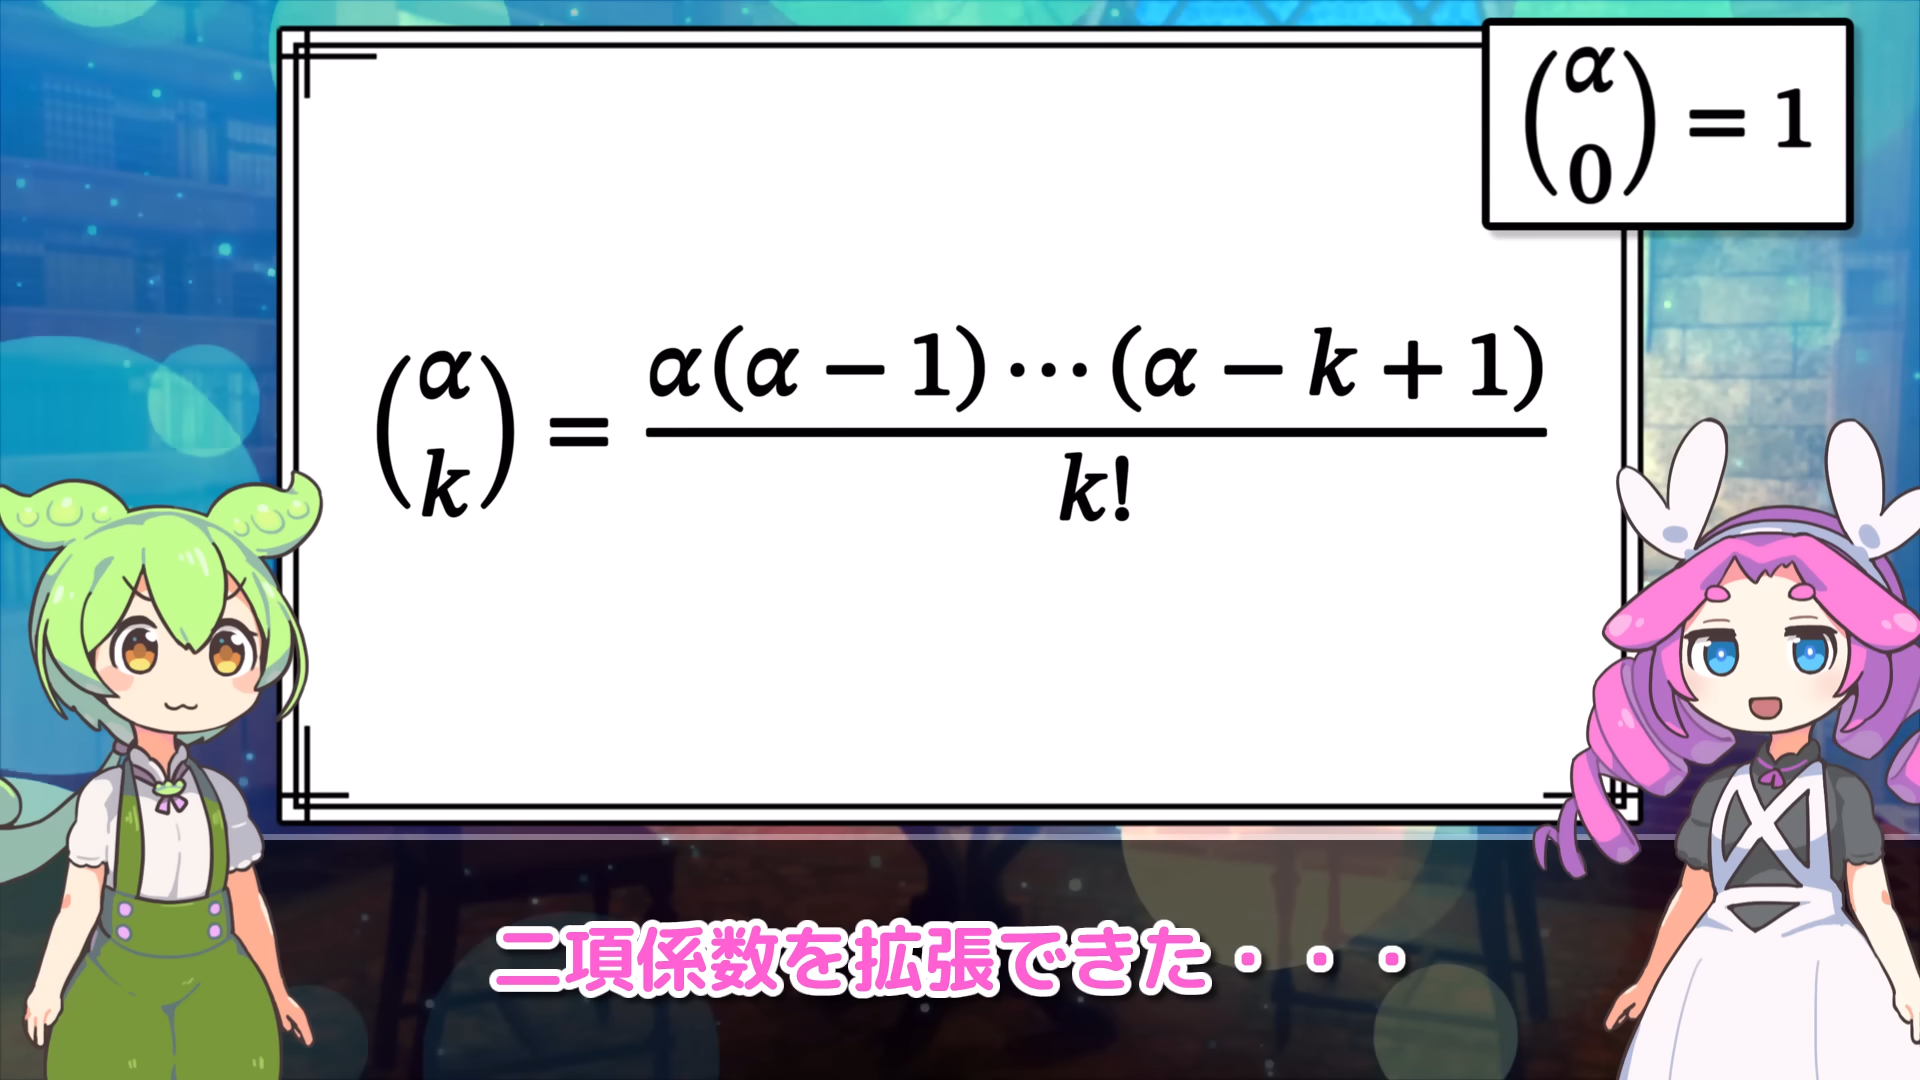 (α 0) = 1
(α k) = α(α − 1)⋯(α − k + 1) / k!
二項係数を拡張できた・・・